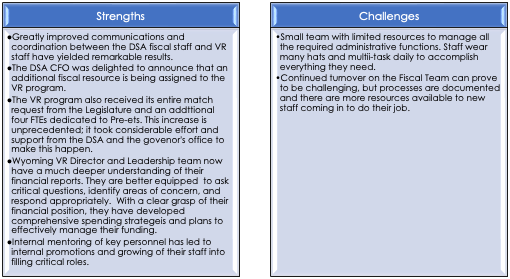 Strengths
●Greatly improved communications and
coordination between the DSA fiscal staff and VR
staff have yielded remarkable results.
●The DSA CFO was delighted to announce that an
additional fiscal resource is being assigned to the
VR program.
●The VR program also received its entire match
request from the Legislature and an addtional
four FTEs dedicated to Pre-ets. This increase is
unprecedented; it took considerable effort and
support from the DSA and the govenor's office to
make this happen.
●Wyoming VR Director and Leadership team now
have a much deeper understanding of their
financial reports. They are better equipped  to ask
critical questions, identify areas of concern, and
respond appropriately.  With a clear grasp of their
financial position, they have developed
comprehensive spending strategeis and plans to
effectively manage their funding.
●Internal mentoring of key personnel has led to
internal promotions and growing of their staff into
filling critical roles.
Challenges
•Small team with limited resources to manage all
the required administrative functions. Staff wear
many hats and multii-task daily to accomplish
everything they need.
•Continued turnover on the Fiscal Team can prove
to be challenging, but processes are documented
and there are more resources available to new
staff coming in to do their job.